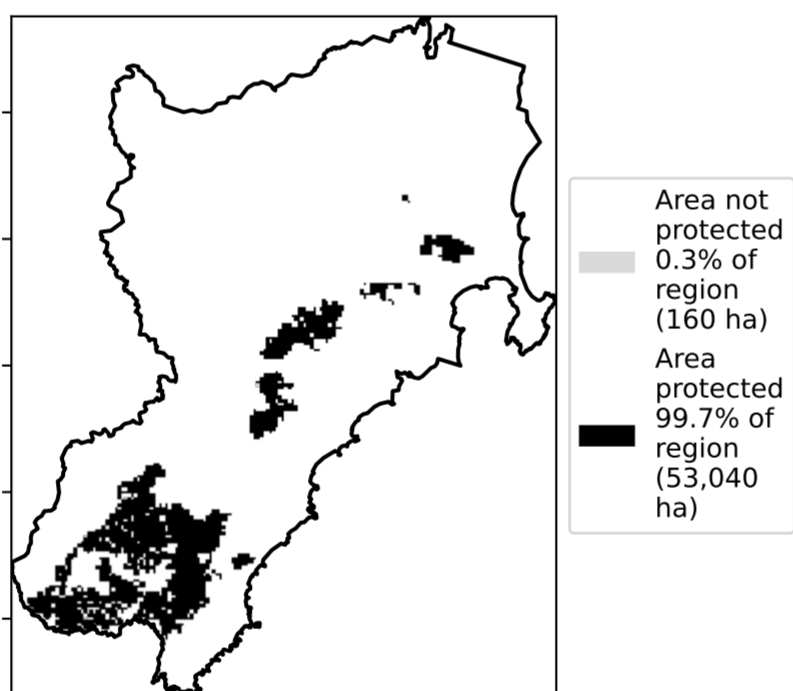 Area not
protected
0.3% of
region
(160 ha)
Area
protected
99.7% of
region
(53,040
ha)